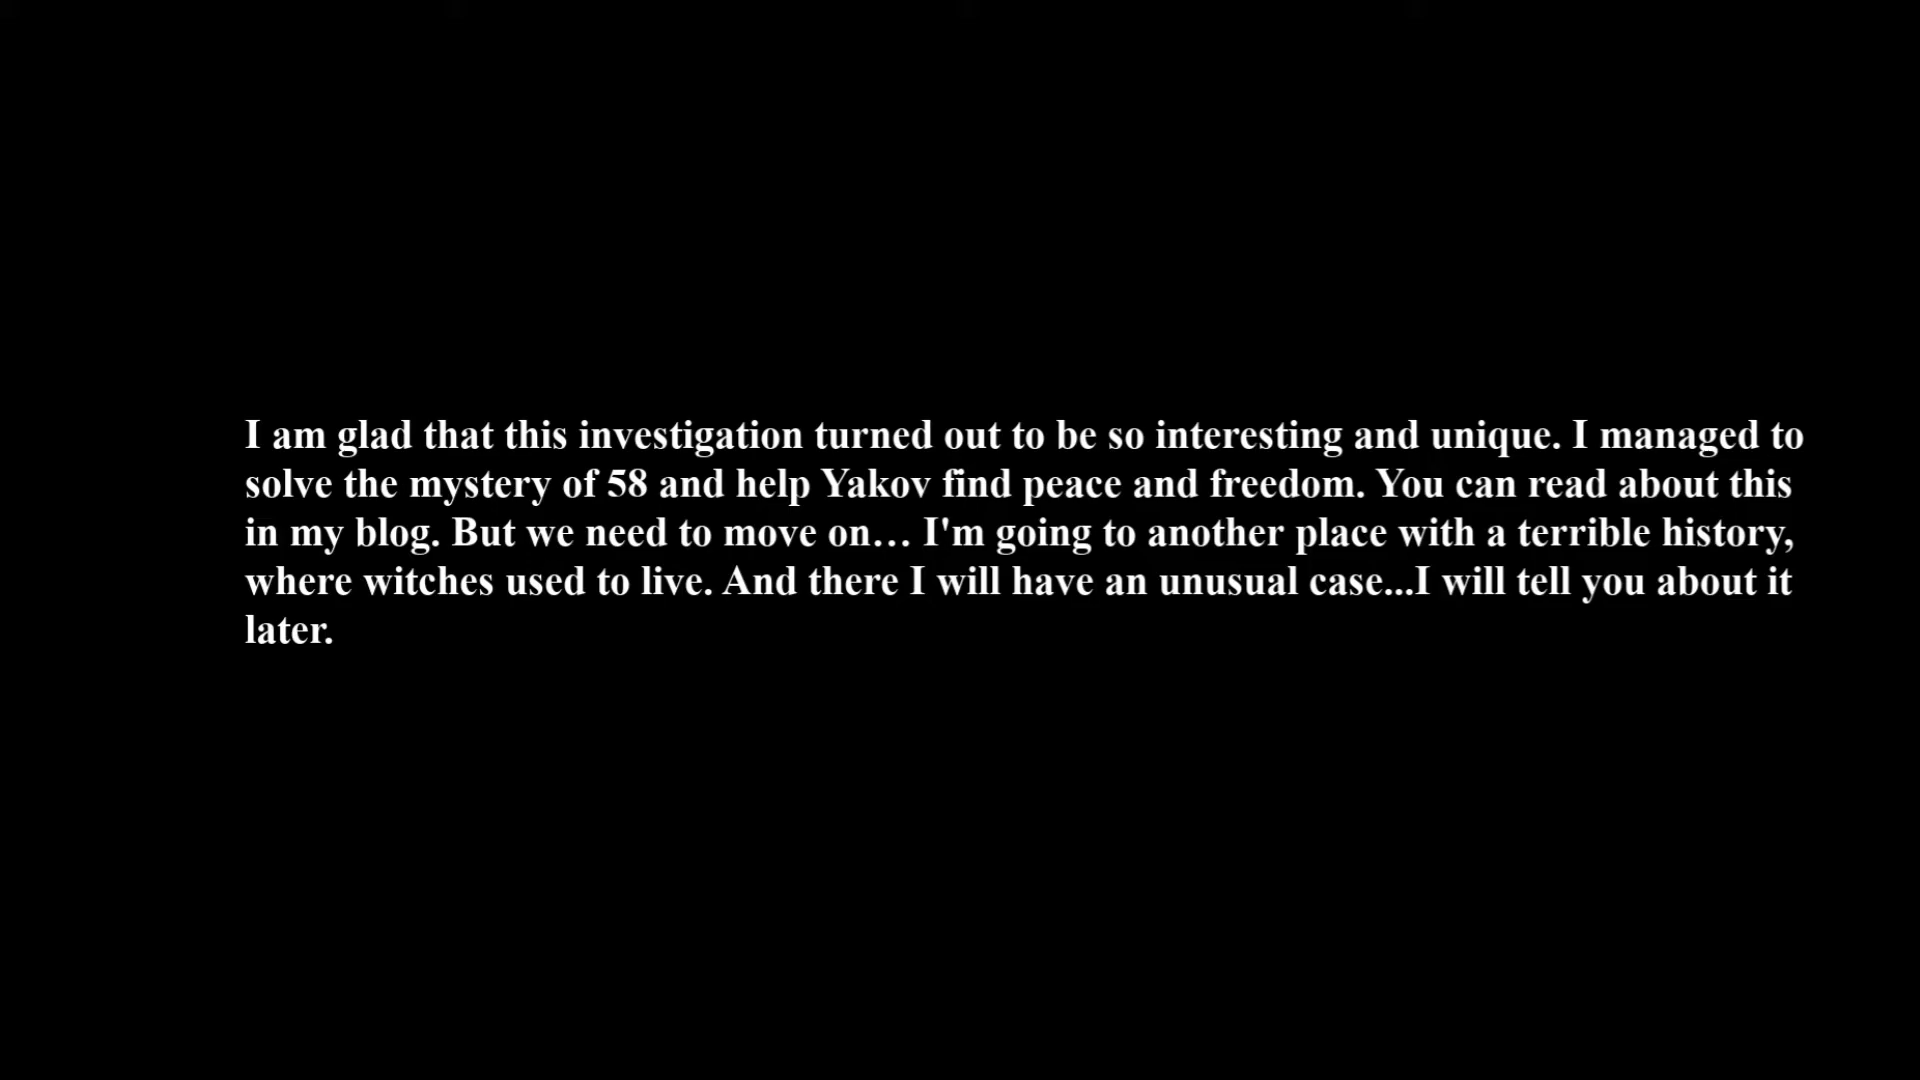 I am glad that this investigation turned out to be so interesting and unique. I managed to
solve the mystery of 58 and help Yakov find peace and freedom. You can read about this
in my blog. But we need to move on… I'm going to another place with a terrible history,
where witches used to live. And there I will have an unusual case...I will tell you about it
later.